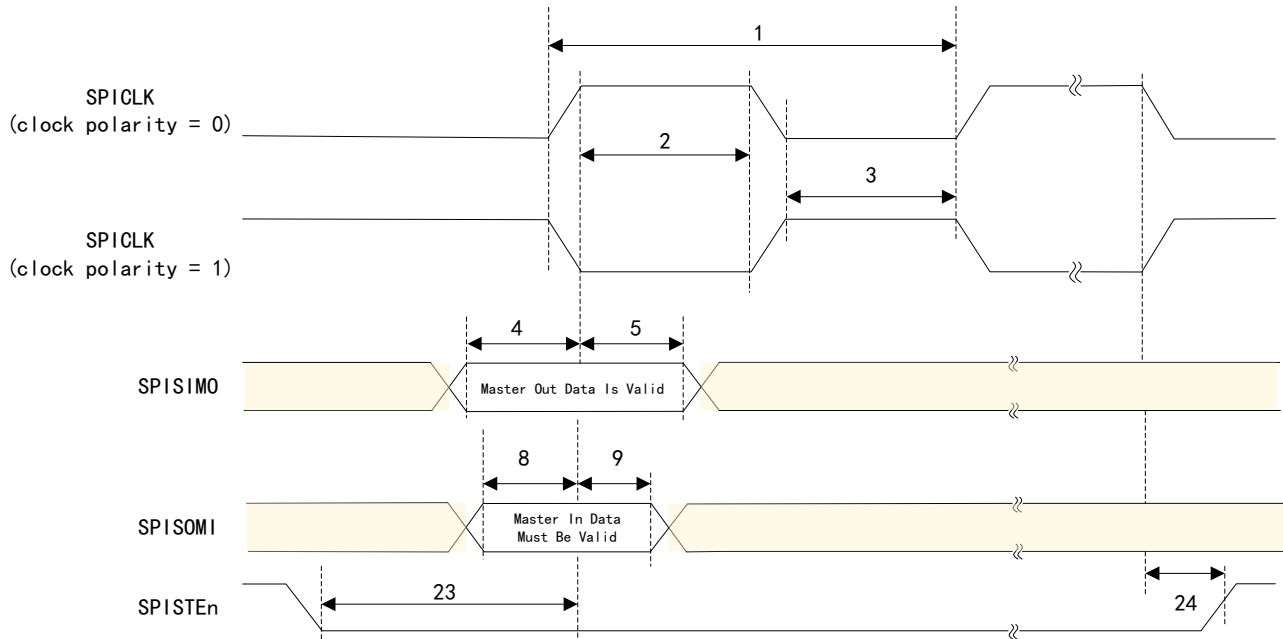 1
SPICLK
(clock polarity = 0)
2
3
SPICLK
(clock polarity = 1)
4
5
SPISIMO
Master Out Data Is Valid
8
9
SPISOMI
Master In Data
Must Be Valid
SPISTEn
23
24